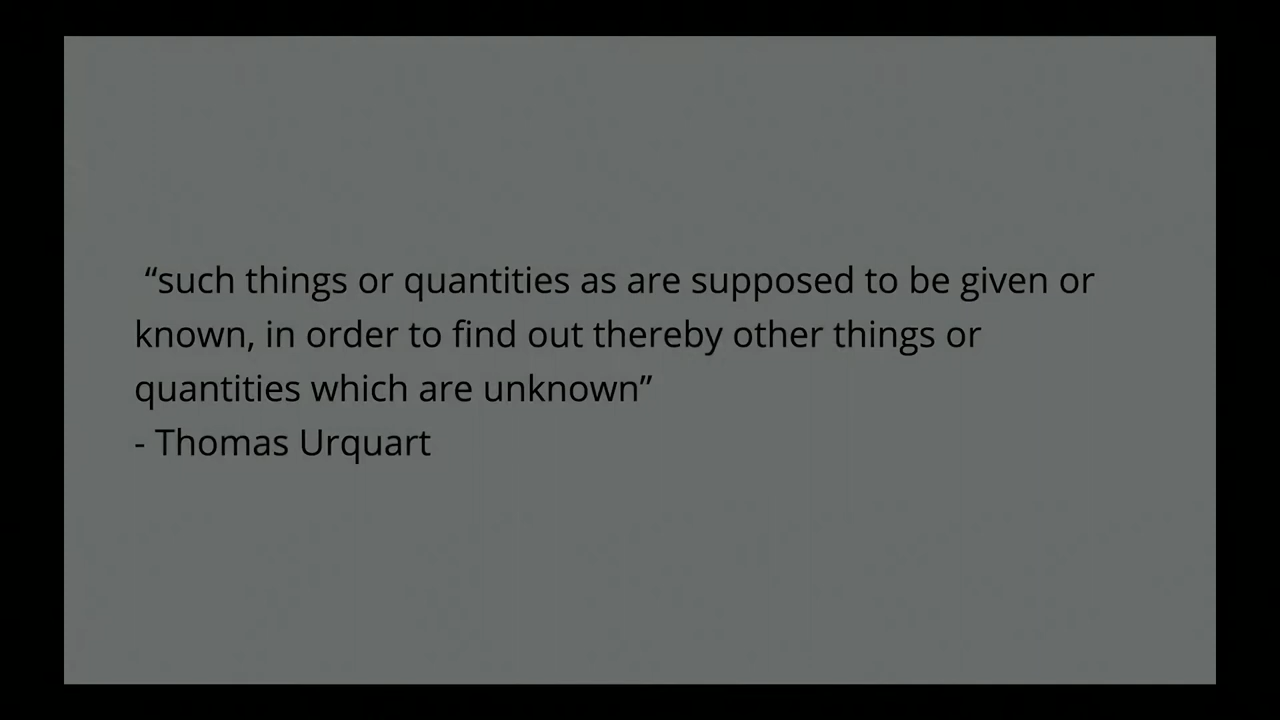 “such things or quantities as are supposed to be given or
known, in order to find out thereby other things or
quantities which are unknown”
- Thomas Urquart